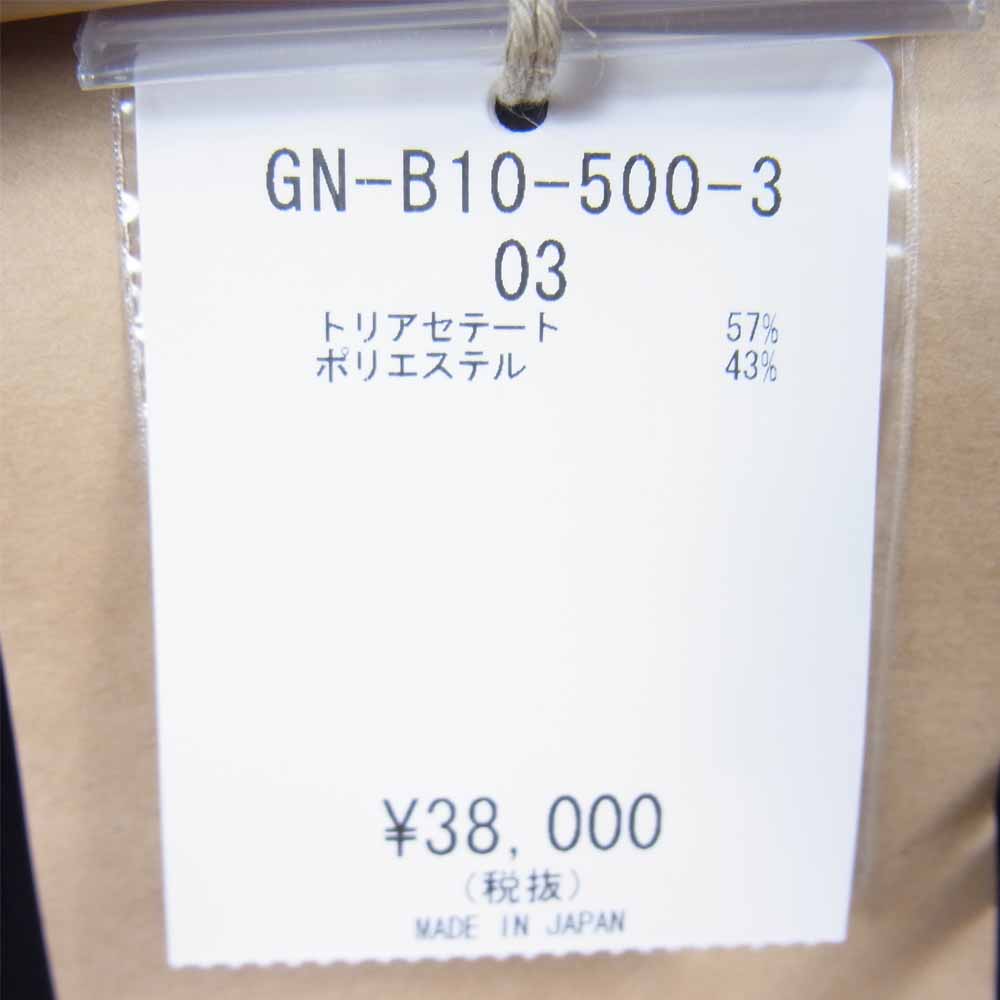 GN-B10-500-3
03
トリアセテート 57%
ポリエステル 43%
¥38,000
(税抜)
MADE IN JAPAN